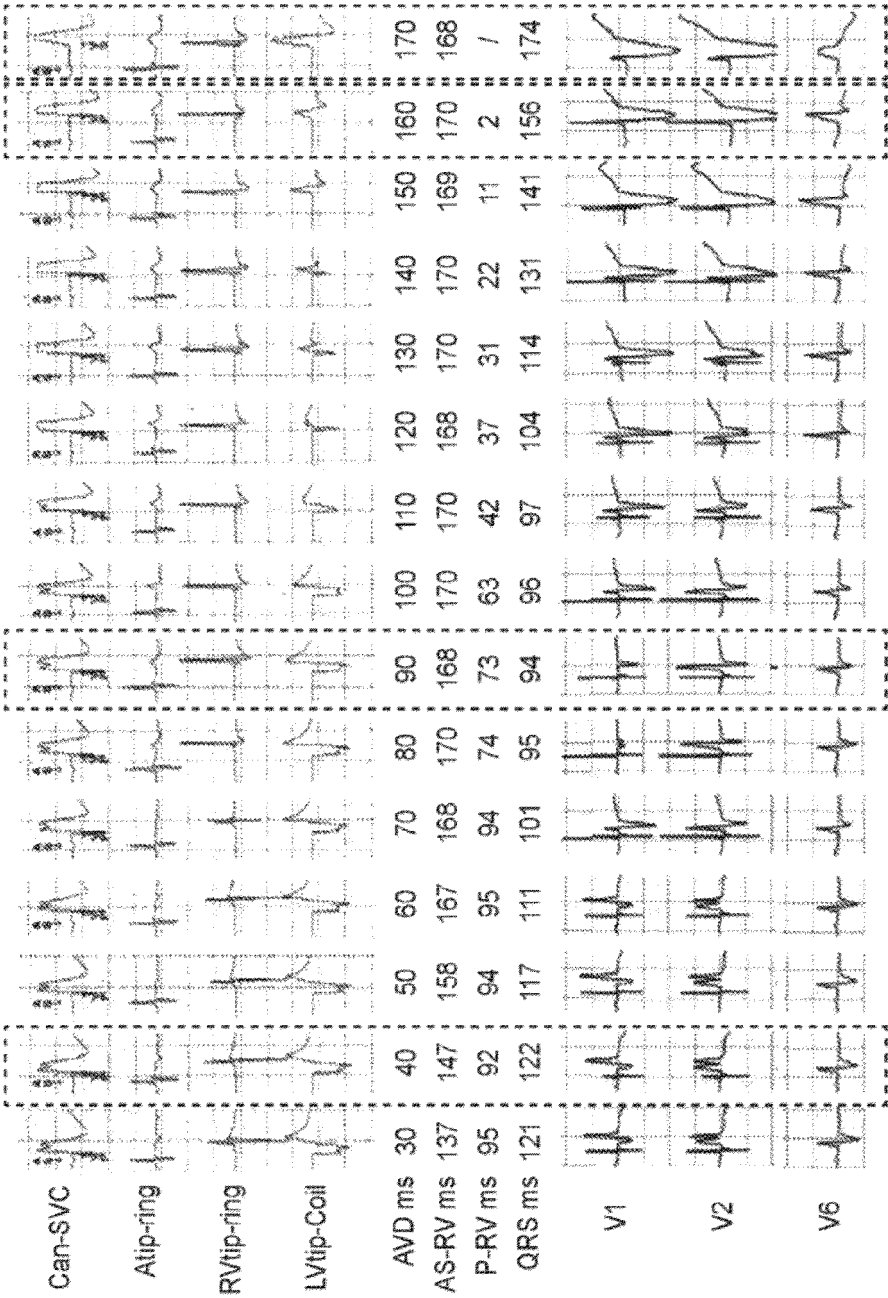 Can-SVC
Atip-ring
RVtip-ring
LVtip-Coil
AVD ms 30 40 50 60 70 80 90 100 110 120 130 140 150 160 170
AS-RV ms 137 147 158 167 168 170 168 170 170 168 170 170 169 170 168
P-RV ms 95 92 94 95 94 74 73 63 42 37 31 22 11 2 /
QRS ms 121 122 117 111 101 95 94 96 97 104 114 131 141 156 174
V1
V2
V6